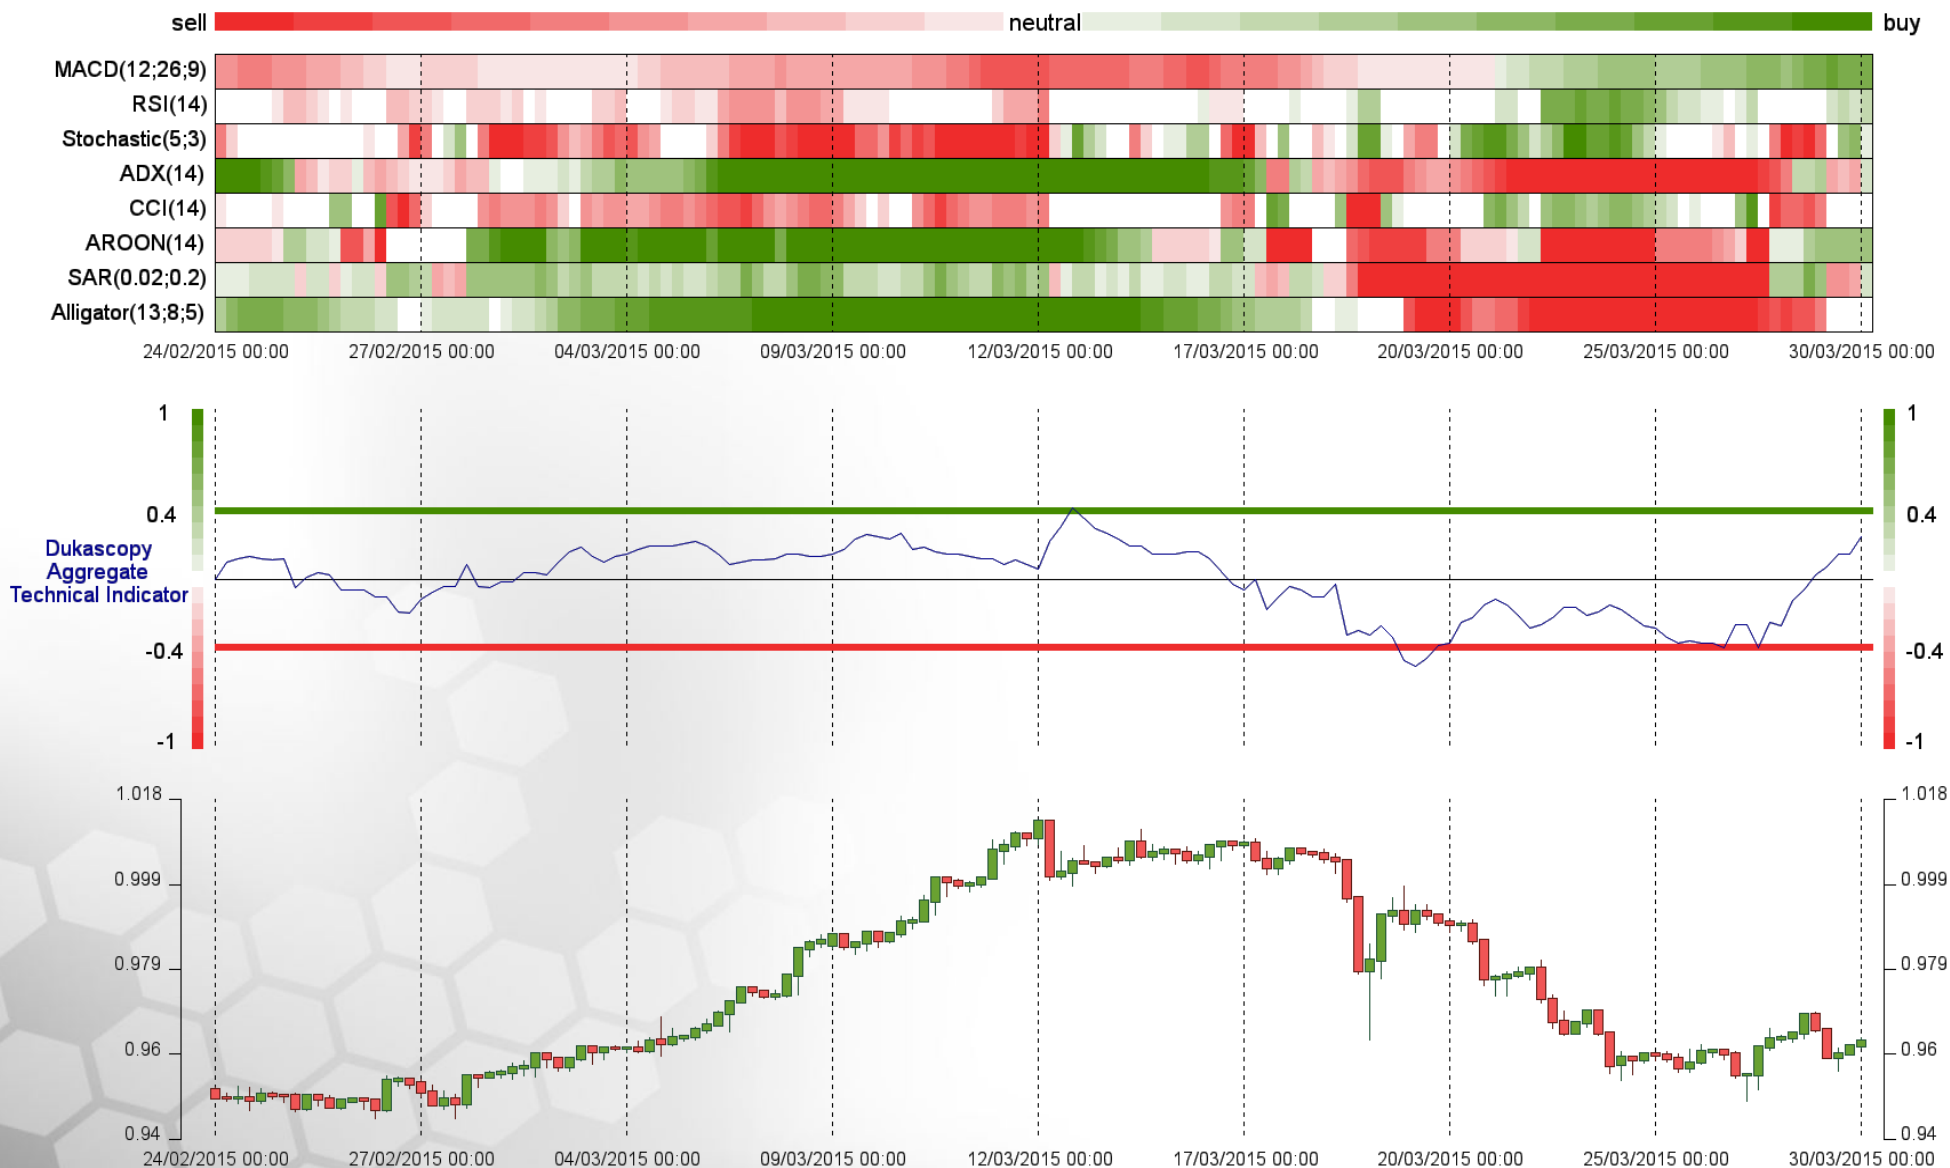 sell neutral buy
MACD(12;26;9)
RSI(14)
Stochastic(5;3)
ADX(14)
CCI(14)
AROON(14)
SAR(0.02;0.2)
Alligator(13;8;5)
24/02/2015 00:00 27/02/2015 00:00 04/03/2015 00:00 09/03/2015 00:00 12/03/2015 00:00 17/03/2015 00:00 20/03/2015 00:00 25/03/2015 00:00 30/03/2015 00:00
1 1
0.4 0.4
Dukascopy
Aggregate
Technical Indicator
-0.4 -0.4
-1 -1
1.018 1.018
0.999 0.999
0.979 0.979
0.96 0.96
0.94 0.94
24/02/2015 00:00 27/02/2015 00:00 04/03/2015 00:00 09/03/2015 00:00 12/03/2015 00:00 17/03/2015 00:00 20/03/2015 00:00 25/03/2015 00:00 30/03/2015 00:00